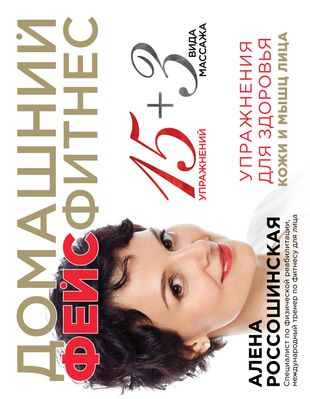 ДОМАШНИЙ
ФЕЙСФИТНЕС
15 + 3
УПРАЖНЕНИЙ
ВИДА
МАССАЖА
УПРАЖНЕНИЯ
ДЛЯ ЗДОРОВЬЯ
КОЖИ И МЫШЦ ЛИЦА
АЛЕНА
РОССОШИНСКАЯ
Специалист по физической реабилитации,
международный тренер по фитнесу для лица